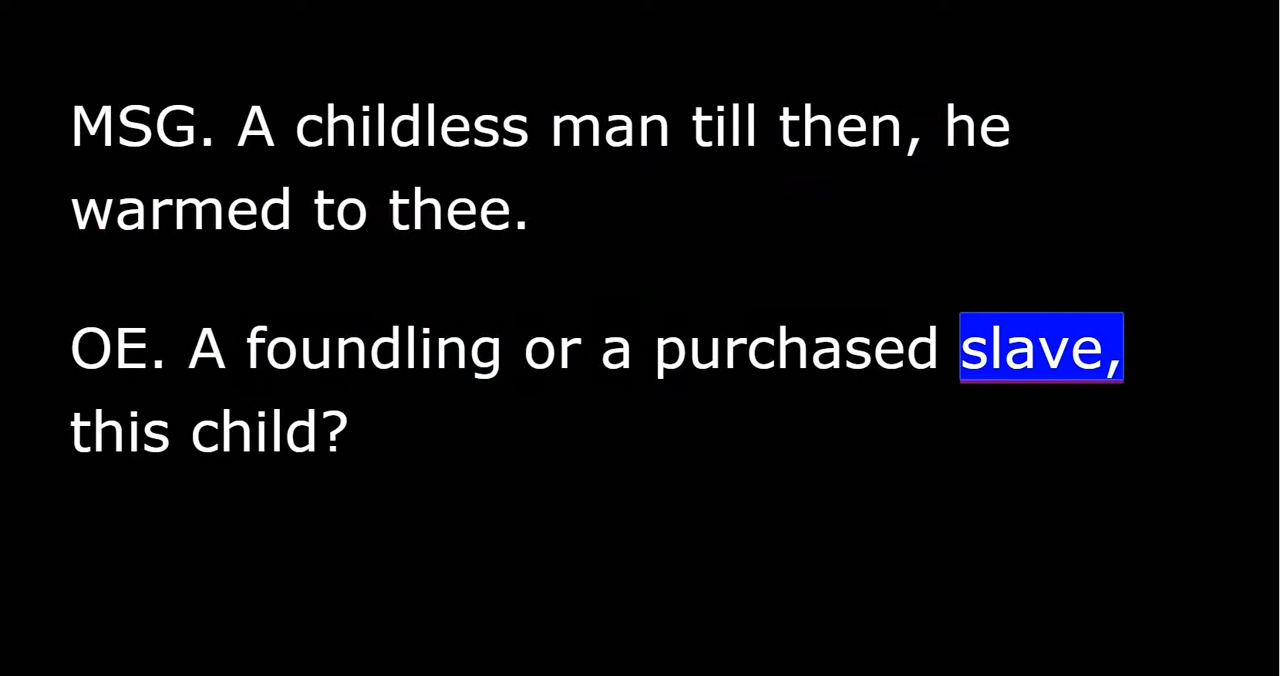 MSG. A childless man till then, he
warmed to thee.
OE. A foundling or a purchased slave,
this child?